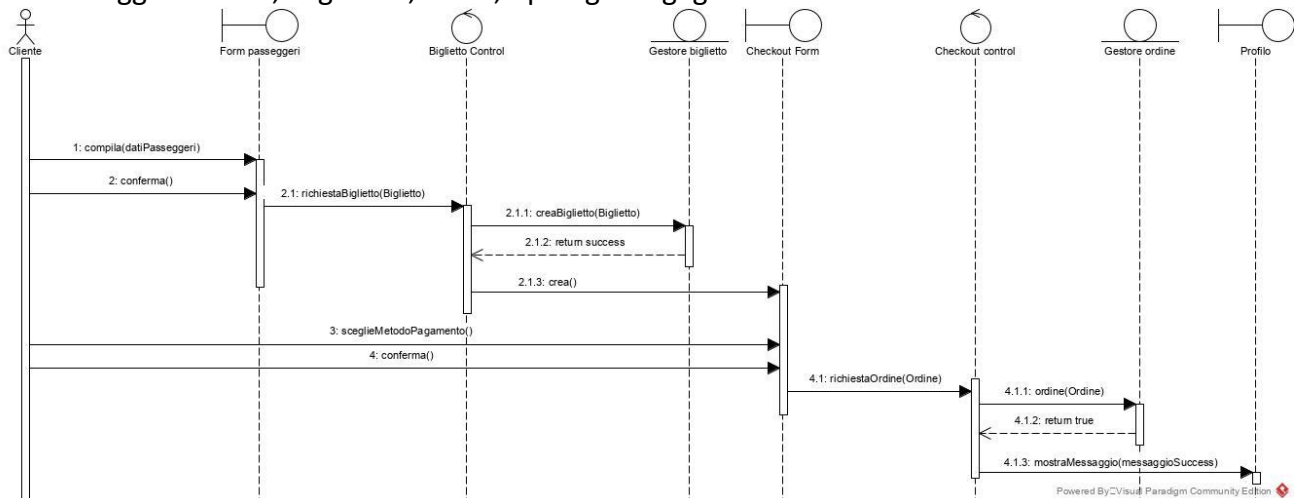 Cliente
Form passeggeri
Biglietto Control
Gestore biglietto
Checkout Form
Checkout control
Gestore ordine
Profilo
1: compila(datiPasseggeri)
2: conferma()
2.1: richiestaBiglietto(Biglietto)
2.1.1: creaBiglietto(Biglietto)
2.1.2: return success
2.1.3: crea()
3: sceglieMetodoPagamento()
4: conferma()
4.1: richiestaOrdine(Ordine)
4.1.1: ordine(Ordine)
4.1.2: return true
4.1.3: mostraMessaggio(messaggioSuccess)
Powered By Visual Paradigm Community Edition